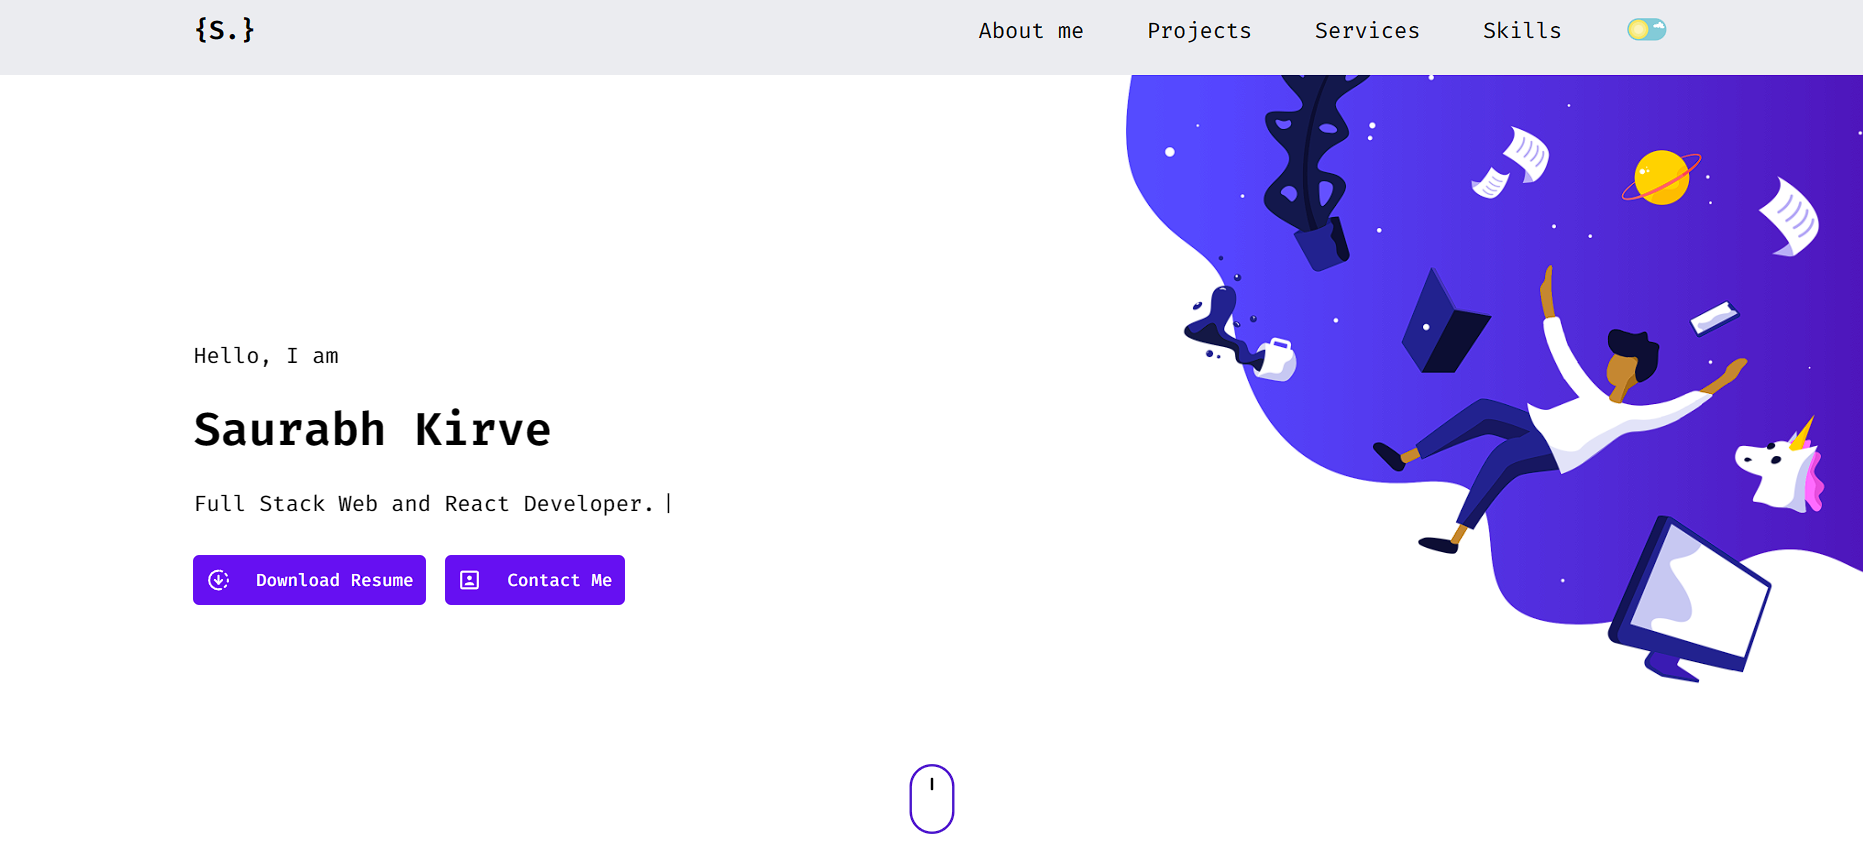 {S.}
About me
Projects
Services
Skills
Hello, I am
Saurabh Kirve
Full Stack Web and React Developer.|
Download Resume
Contact Me